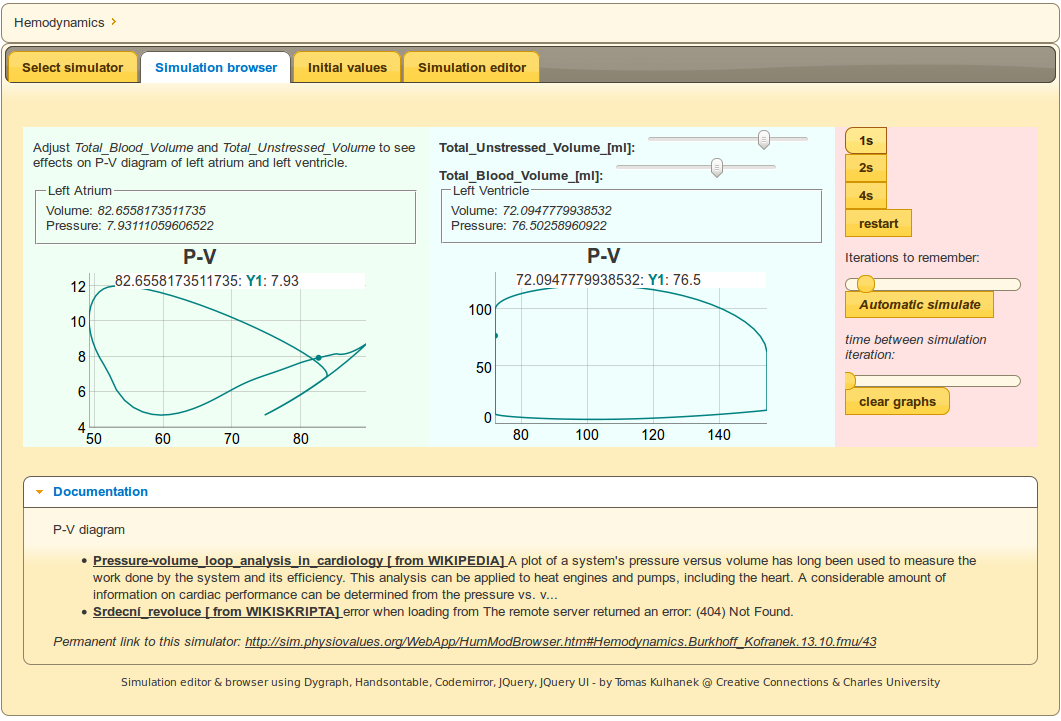 Hemodynamics
Select simulator
Simulation browser
Initial values
Simulation editor
Adjust Total_Blood_Volume and Total_Unstressed_Volume to see
effects on P-V diagram of left atrium and left ventricle.
Left Atrium
Volume: 82.6558173511735
Pressure: 7.93111059606522
P-V
82.6558173511735: Y1: 7.93
12
10
8
6
4
50 60 70 80
Total_Unstressed_Volume_[ml]:
Total_Blood_Volume_[ml]:
Left Ventricle
Volume: 72.0947779938532
Pressure: 76.50258960922
P-V
72.0947779938532: Y1: 76.5
100
50
0
80 100 120 140
1s
2s
4s
restart
Iterations to remember:
Automatic simulate
time between simulation
iteration:
clear graphs
Documentation
P-V diagram
Pressure-volume_loop_analysis_in_cardiology [ from WIKIPEDIA] A plot of a system's pressure versus volume has long been used to measure the
work done by the system and its efficiency. This analysis can be applied to heat engines and pumps, including the heart. A considerable amount of
information on cardiac performance can be determined from the pressure vs. v...
Srdecní_revoluce [ from WIKISKRIPTA] error when loading from The remote server returned an error: (404) Not Found.
Permanent link to this simulator: http://sim.physiovalues.org/WebApp/HumModBrowser.htm#Hemodynamics.Burkhoff_Kofranek.13.10.fmu/43
Simulation editor & browser using Dygraph, Handsontable, Codemirror, JQuery, JQuery UI - by Tomas Kulhanek @ Creative Connections & Charles University